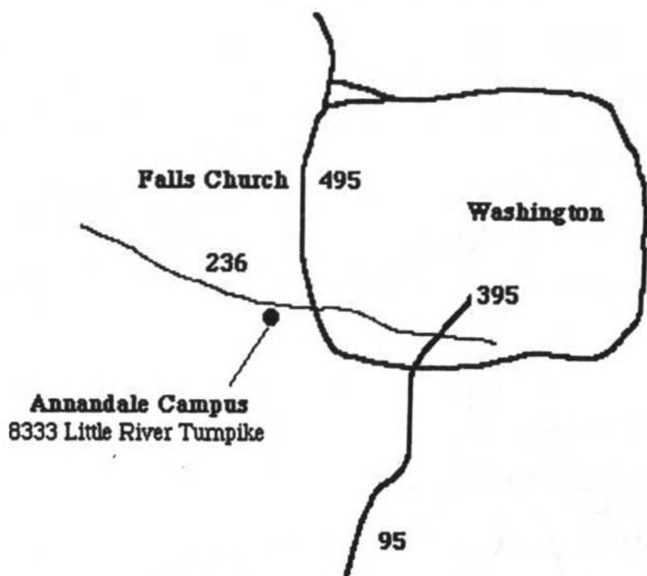 Falls Church
495
Washington
236
395
Annandale Campus
8333 Little River Turnpike
95